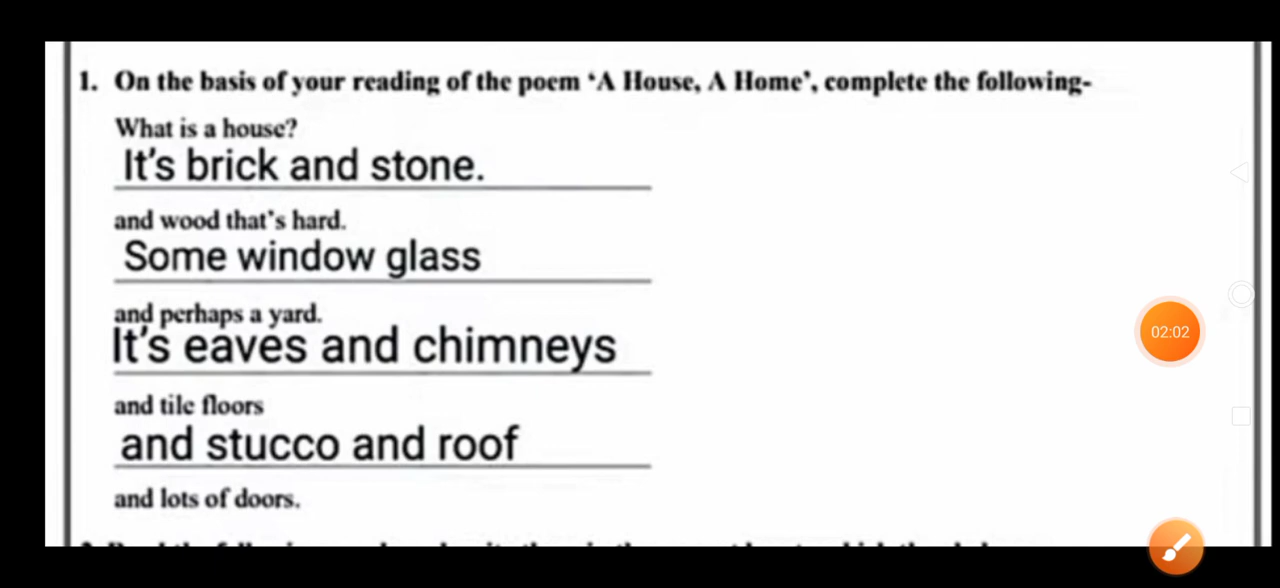 1. On the basis of your reading of the poem ‘A House, A Home’, complete the following-
What is a house?
It's brick and stone.
and wood that's hard.
Some window glass
and perhaps a yard.
It's eaves and chimneys
and tile floors
and stucco and roof
and lots of doors.
02:02